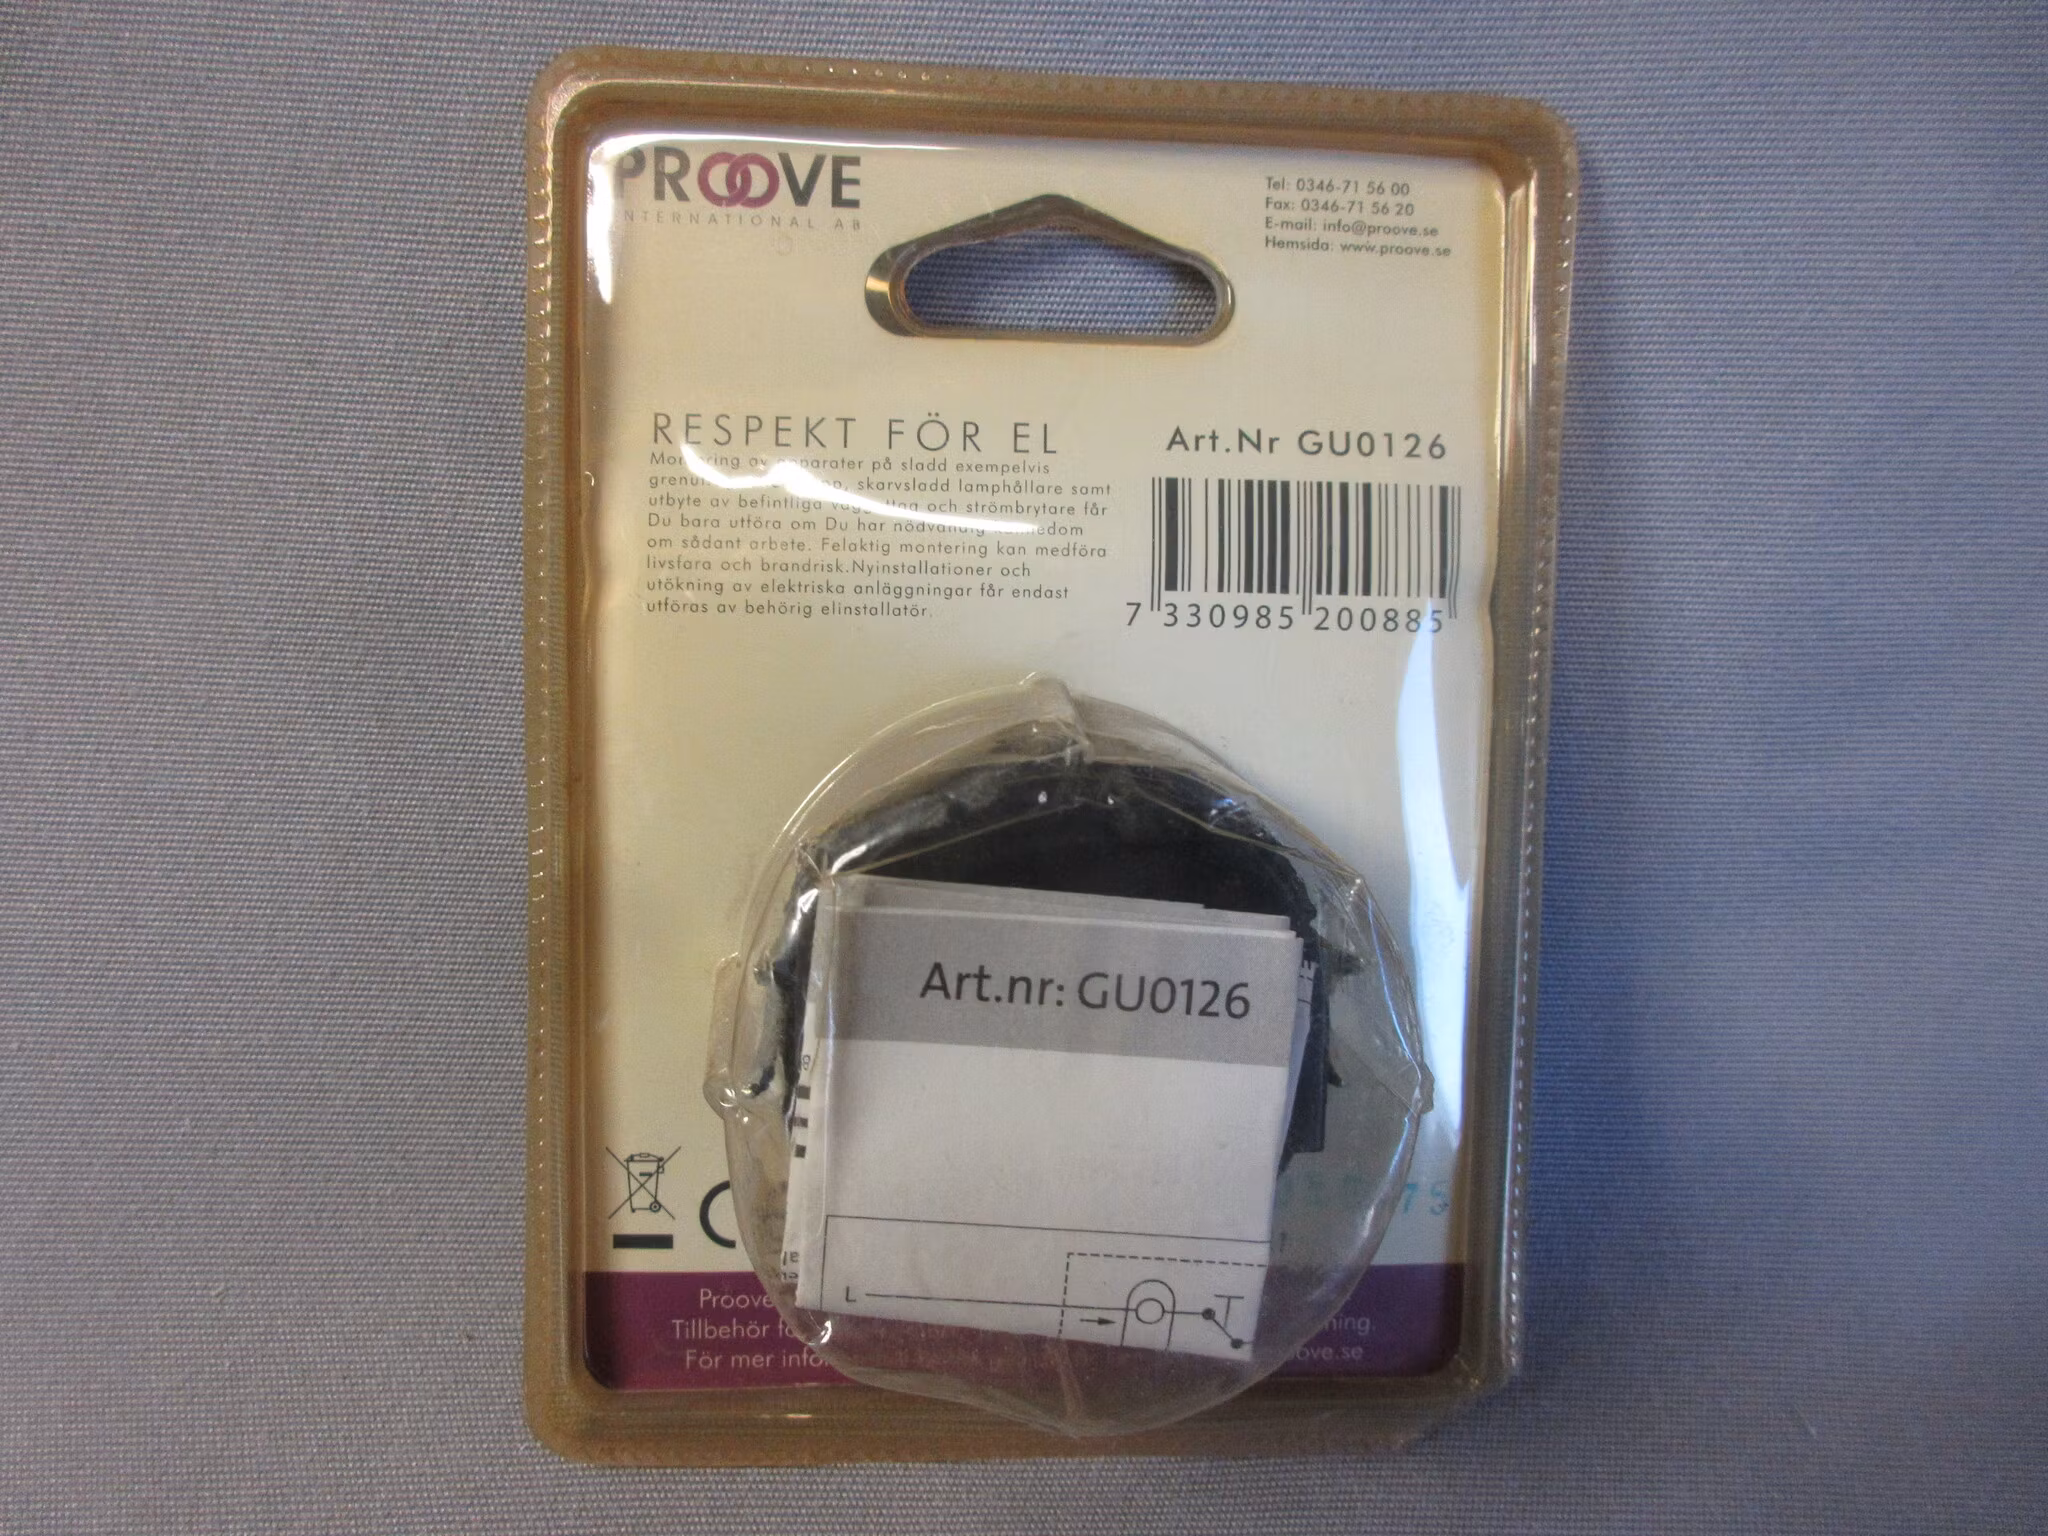 PROOVE
INTERNATIONAL AB
Tel: 0346-71 56 00
Fax: 0346-71 56 20
E-mail: info@proove.se
Hemsida: www.proove.se
RESPEKT FÖR EL
av apparater på sladd exempelvis
skarvsladd lamphållare samt
utbyte av befintliga och strömbrytare får
Du bara utföra om Du har nödvändig
om sådant arbete. Felaktig montering kan medföra
livsfara och brandrisk.Nyinstallationer och
utökning av elektriska anläggningar får endast
utföras av behörig elinstallatör.
Art.Nr GU0126
7 330985 200885
Art.nr: GU0126
L
75
Proove
Tillbehör
För mer